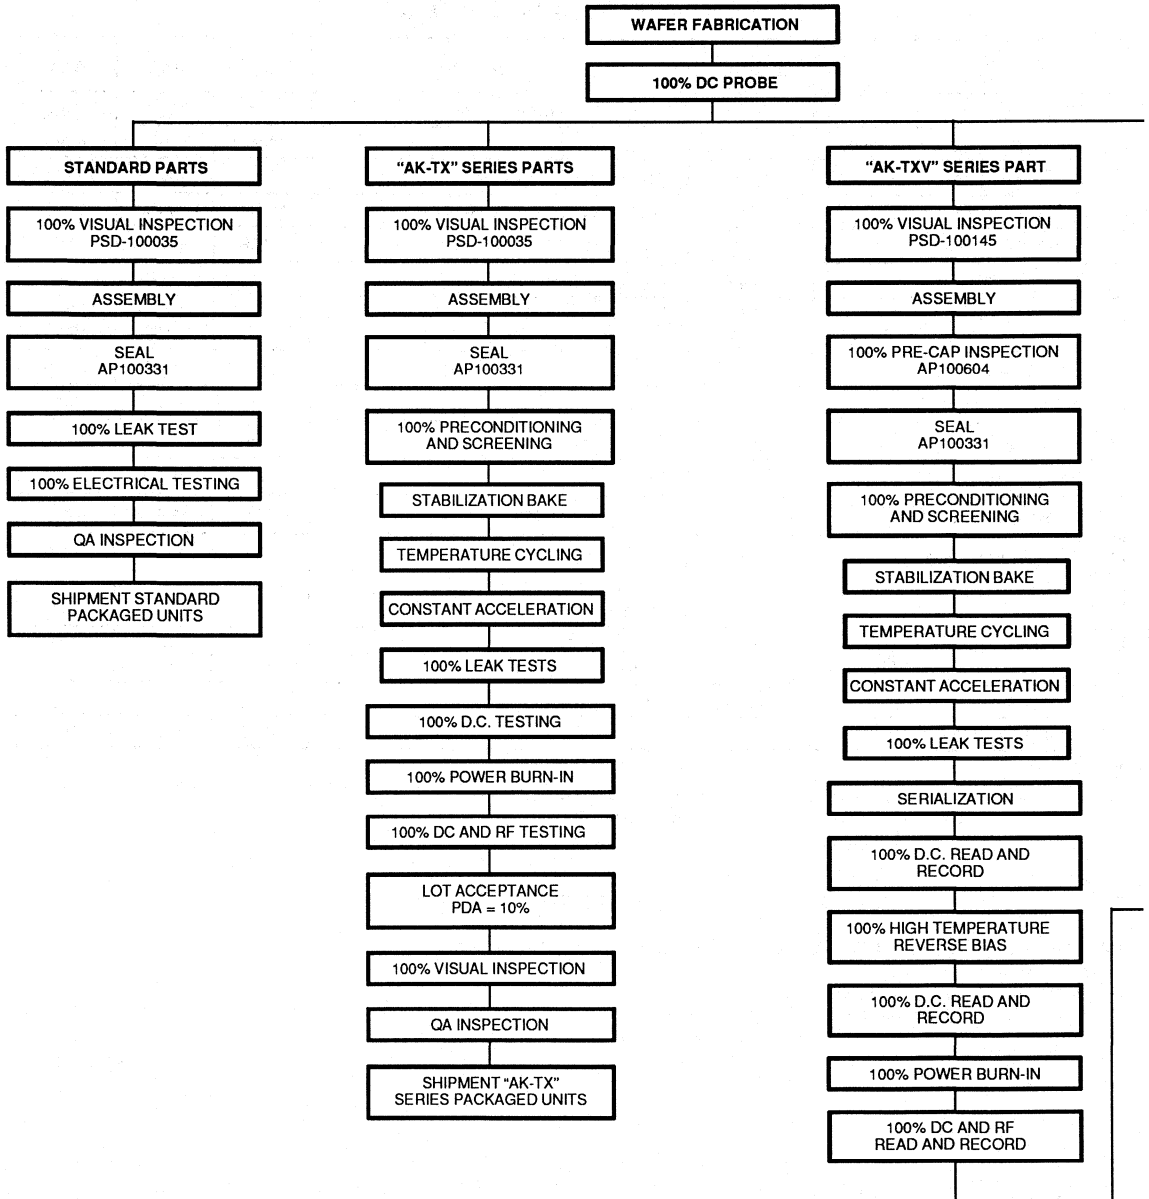 WAFER FABRICATION
100% DC PROBE
STANDARD PARTS
100% VISUAL INSPECTION
PSD-100035
ASSEMBLY
SEAL
AP100331
100% LEAK TEST
100% ELECTRICAL TESTING
QA INSPECTION
SHIPMENT STANDARD
PACKAGED UNITS
“AK-TX” SERIES PARTS
100% VISUAL INSPECTION
PSD-100035
ASSEMBLY
SEAL
AP100331
100% PRECONDITIONING
AND SCREENING
STABILIZATION BAKE
TEMPERATURE CYCLING
CONSTANT ACCELERATION
100% LEAK TESTS
100% D.C. TESTING
100% POWER BURN-IN
100% DC AND RF TESTING
LOT ACCEPTANCE
PDA = 10%
100% VISUAL INSPECTION
QA INSPECTION
SHIPMENT “AK-TX”
SERIES PACKAGED UNITS
“AK-TXV” SERIES PART
100% VISUAL INSPECTION
PSD-100145
ASSEMBLY
100% PRE-CAP INSPECTION
AP100604
SEAL
AP100331
100% PRECONDITIONING
AND SCREENING
STABILIZATION BAKE
TEMPERATURE CYCLING
CONSTANT ACCELERATION
100% LEAK TESTS
SERIALIZATION
100% D.C. READ AND
RECORD
100% HIGH TEMPERATURE
REVERSE BIAS
100% D.C. READ AND
RECORD
100% POWER BURN-IN
100% DC AND RF
READ AND RECORD